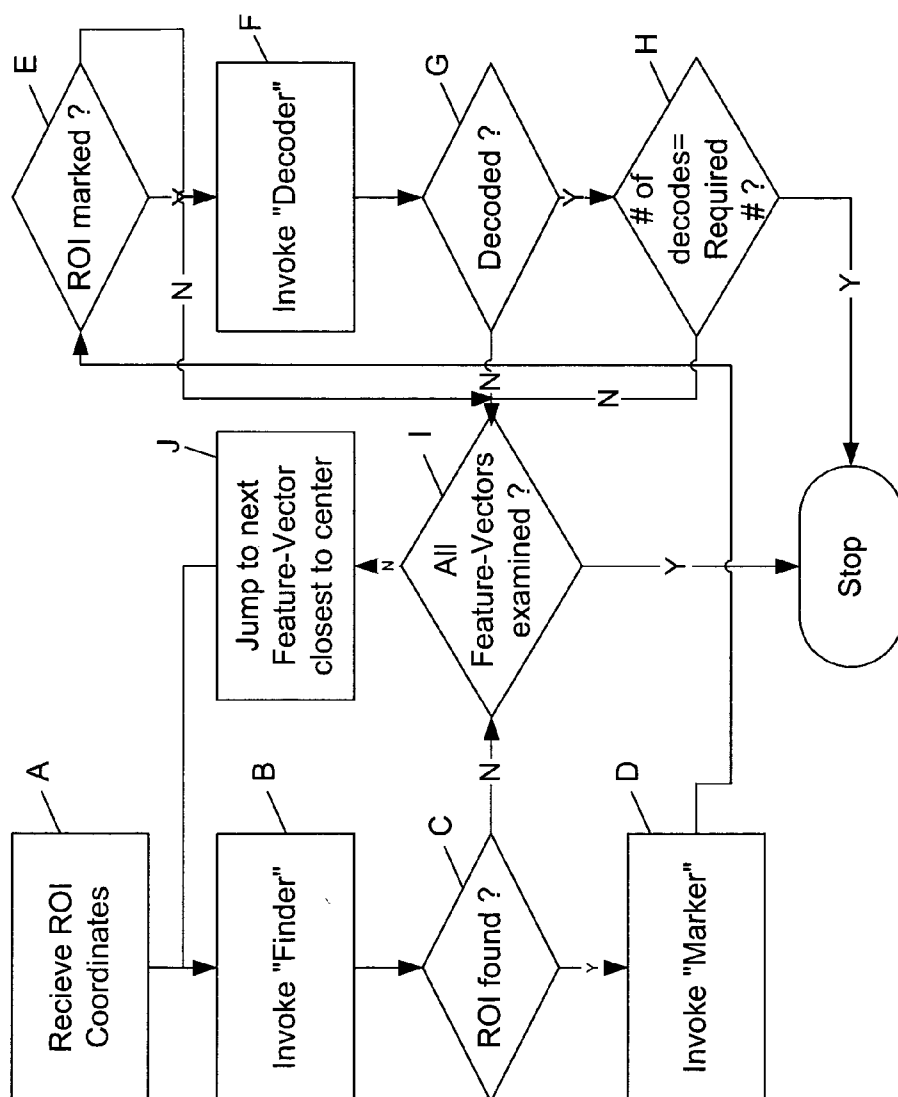 A
Recieve ROI
Coordinates
B
Invoke "Finder"
C
ROI found ?
N
Y
D
Invoke "Marker"
J
Jump to next
Feature-Vector
closest to center
N
I
All
Feature-Vectors
examined ?
Y
Stop
E
ROI marked ?
Y
N
F
Invoke "Decoder"
G
Decoded ?
N
Y
H
# of
decodes=
Required
# ?
N
Y